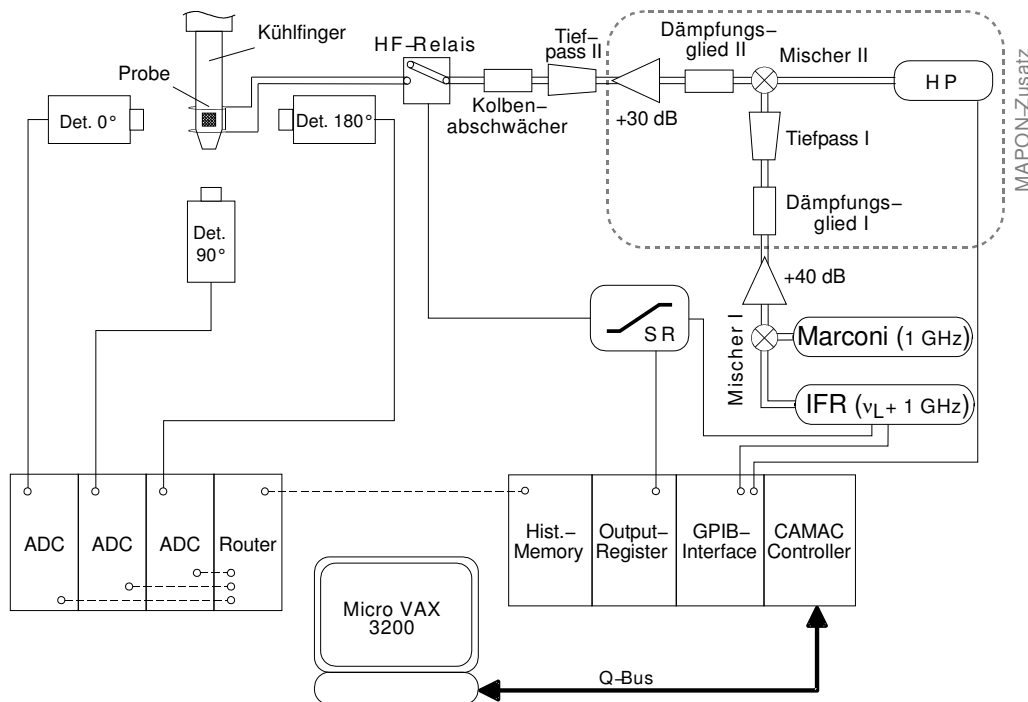 Kühlfinger
Probe
Det. 0°
Det. 180°
Det.
90°
HF-Relais
Kolben-
abschwächer
Tief-
pass II
+30 dB
Dämpfungs-
glied II
Mischer II
HP
MAPON-Zusatz
Tiefpass I
Dämpfungs-
glied I
+40 dB
Mischer I
Marconi (1 GHz)
IFR (νL+ 1 GHz)
SR
ADC
ADC
ADC
Router
Hist.-
Memory
Output-
Register
GPIB-
Interface
CAMAC
Controller
Micro VAX
3200
Q-Bus